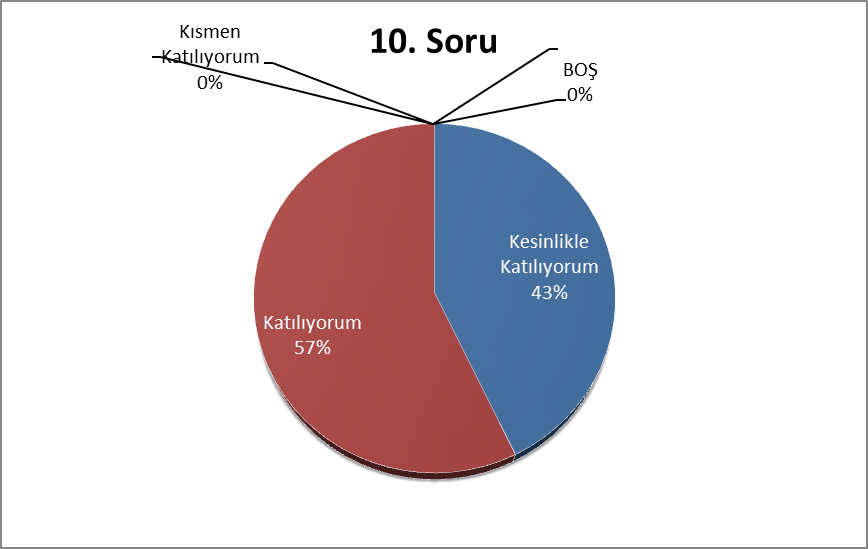 10. Soru
Kısmen
Katılıyorum
0%
BOŞ
0%
Kesinlikle
Katılıyorum
43%
Katılıyorum
57%